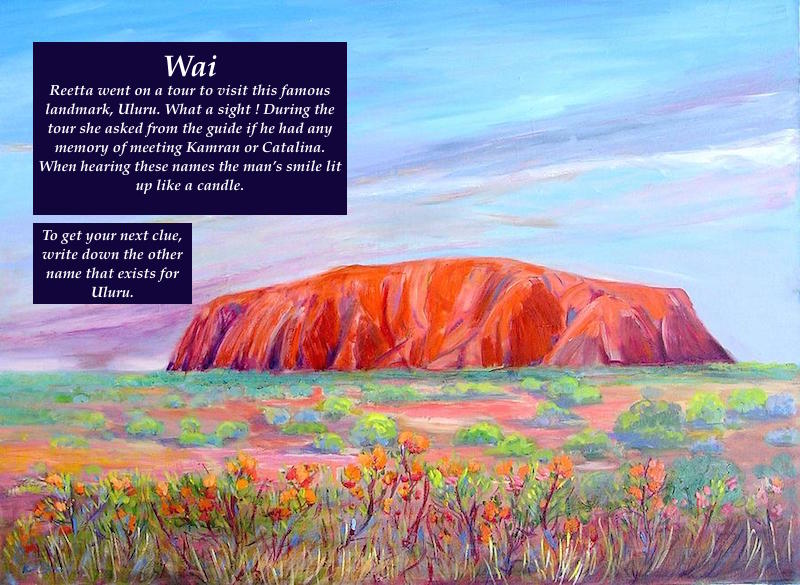 Wai
Reetta went on a tour to visit this famous
landmark, Uluru. What a sight ! During the
tour she asked from the guide if he had any
memory of meeting Kamran or Catalina.
When hearing these names the man’s smile lit
up like a candle.
To get your next clue,
write down the other
name that exists for
Uluru.